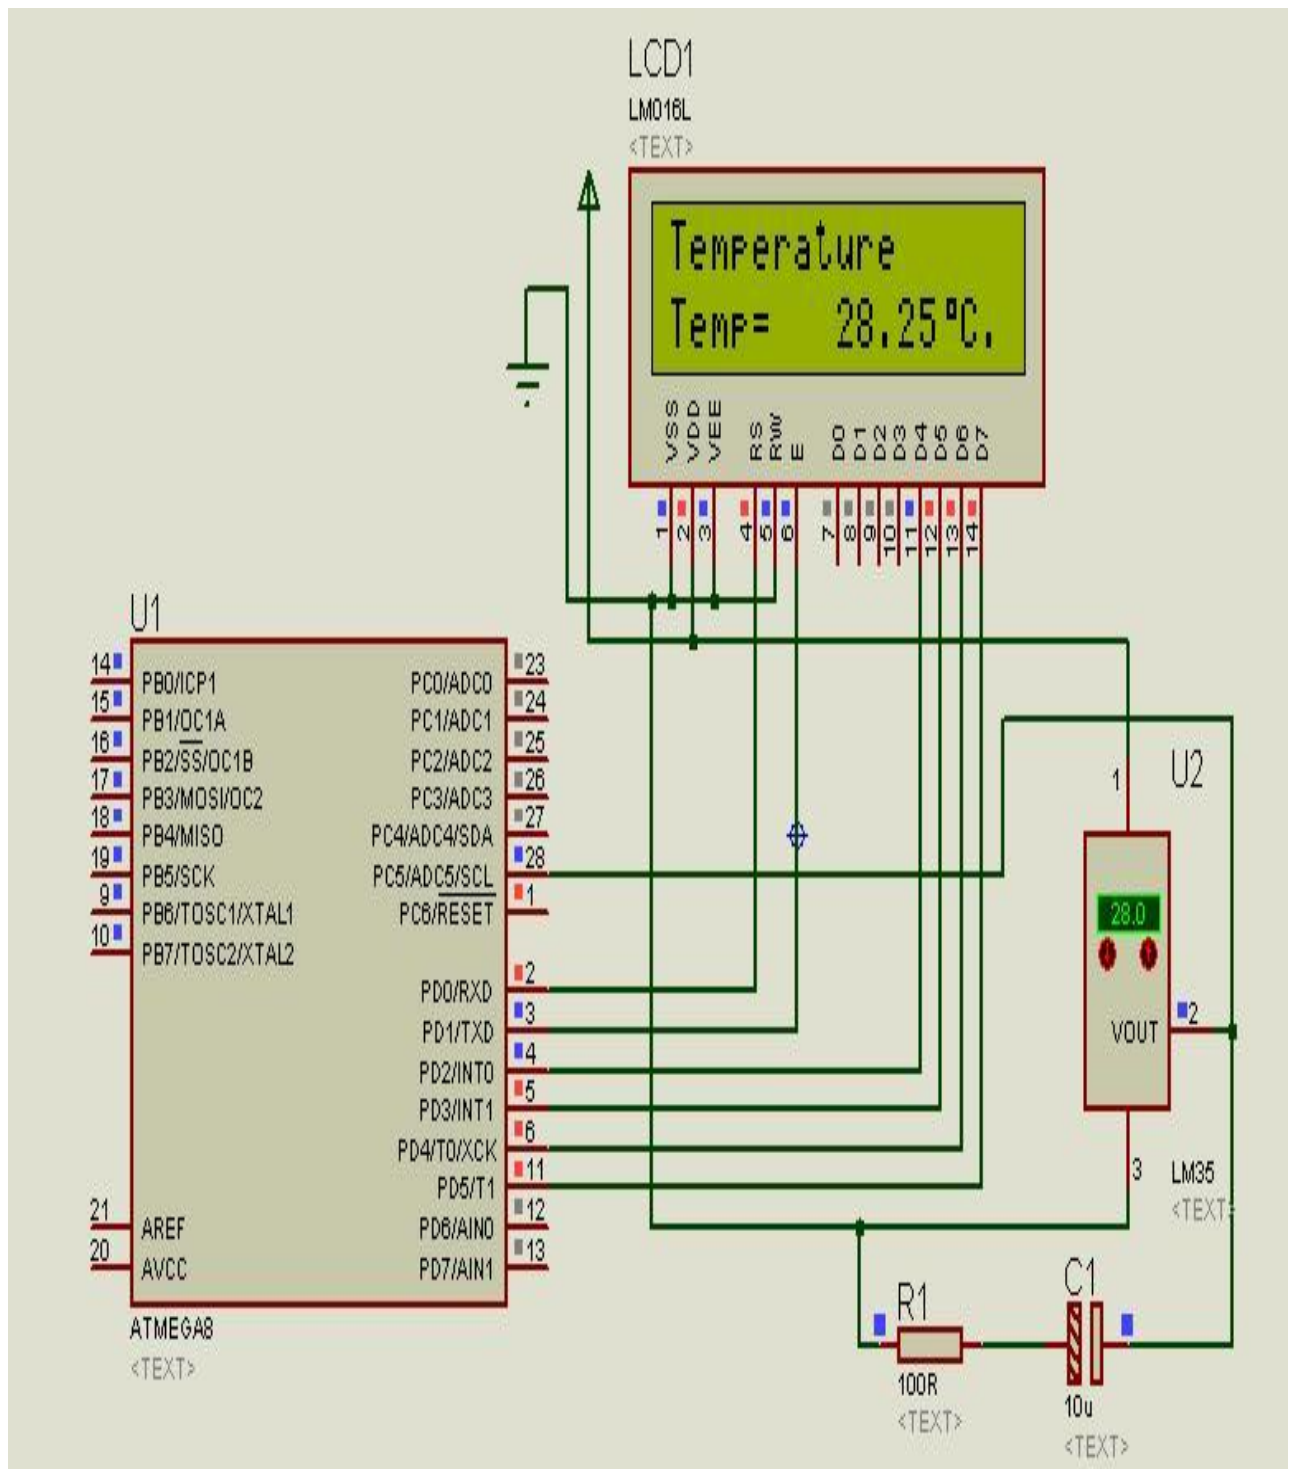 LCD1
LM016L
<TEXT>
Temperature
Temp= 28.25°C.
VSS
VDD
VEE
RS
RW
E
D0
D1
D2
D3
D4
D5
D6
D7
1
2
3
4
5
6
7
8
9
10
11
12
13
14
U1
14 PB0/ICP1
15 PB1/OC1A
16 PB2/SS/OC1B
17 PB3/MOSI/OC2
18 PB4/MISO
19 PB5/SCK
9 PB6/TOSC1/XTAL1
10 PB7/TOSC2/XTAL2
21 AREF
20 AVCC
PC0/ADC0 23
PC1/ADC1 24
PC2/ADC2 25
PC3/ADC3 26
PC4/ADC4/SDA 27
PC5/ADC5/SCL 28
PC6/RESET 1
PD0/RXD 2
PD1/TXD 3
PD2/INT0 4
PD3/INT1 5
PD4/T0/XCK 6
PD5/T1 11
PD6/AIN0 12
PD7/AIN1 13
ATMEGA8
<TEXT>
1
U2
28.0
2
VOUT
3
LM35
<TEXT>
R1
100R
<TEXT>
C1
10u
<TEXT>